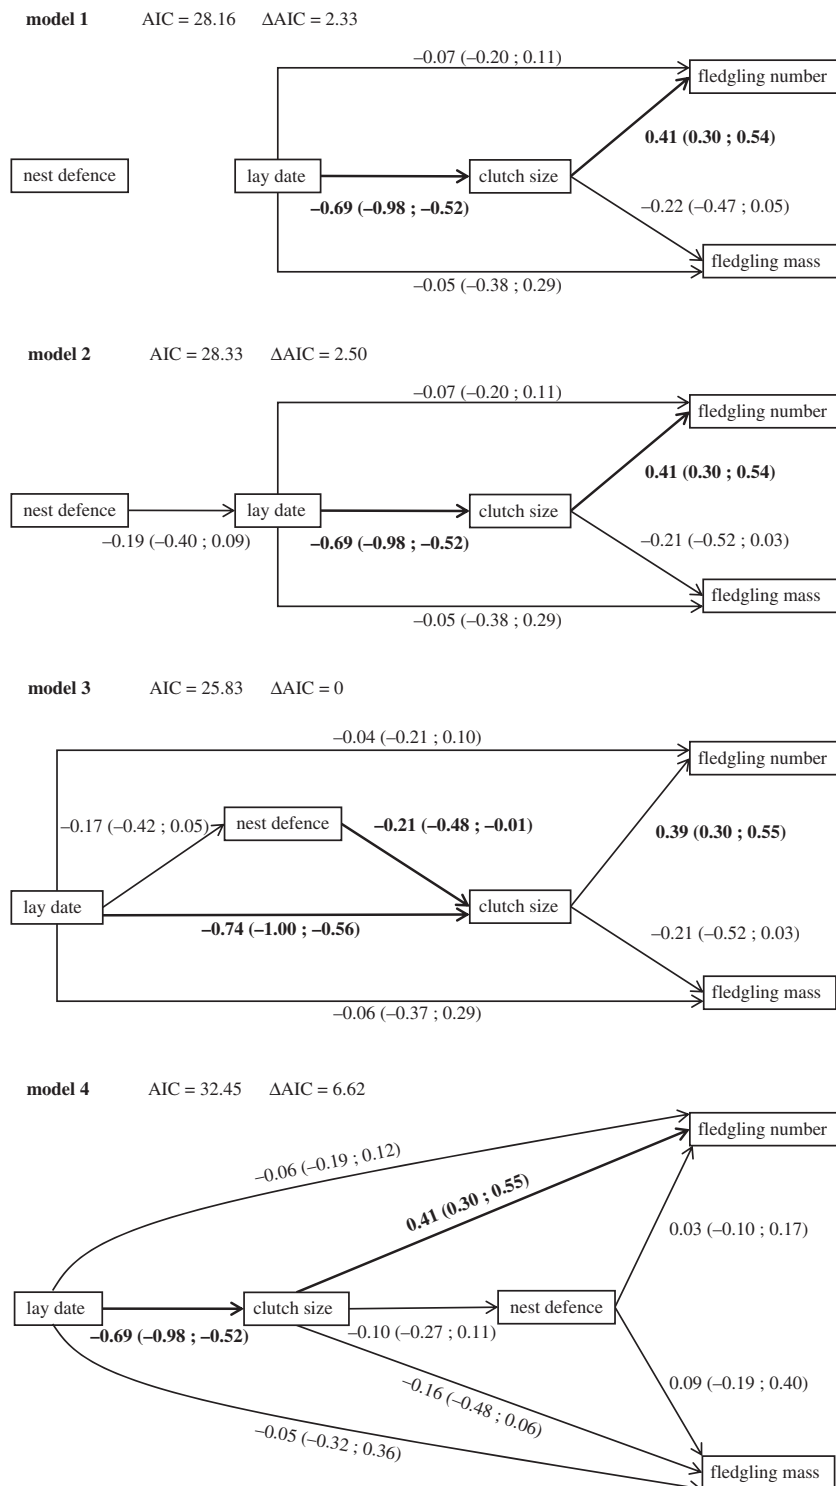 model 1 AIC = 28.16 ΔAIC = 2.33
–0.07 (–0.20 ; 0.11)
fledgling number
0.41 (0.30 ; 0.54)
nest defence
lay date
clutch size
–0.69 (–0.98 ; –0.52)
–0.22 (–0.47 ; 0.05)
fledgling mass
–0.05 (–0.38 ; 0.29)
model 2 AIC = 28.33 ΔAIC = 2.50
–0.07 (–0.20 ; 0.11)
fledgling number
0.41 (0.30 ; 0.54)
nest defence
lay date
clutch size
–0.19 (–0.40 ; 0.09)
–0.69 (–0.98 ; –0.52)
–0.21 (–0.52 ; 0.03)
fledgling mass
–0.05 (–0.38 ; 0.29)
model 3 AIC = 25.83 ΔAIC = 0
–0.04 (–0.21 ; 0.10)
fledgling number
–0.17 (–0.42 ; 0.05)
nest defence
–0.21 (–0.48 ; –0.01)
0.39 (0.30 ; 0.55)
lay date
clutch size
–0.74 (–1.00 ; –0.56)
–0.21 (–0.52 ; 0.03)
fledgling mass
–0.06 (–0.37 ; 0.29)
model 4 AIC = 32.45 ΔAIC = 6.62
fledgling number
–0.06 (–0.19 ; 0.12)
0.41 (0.30 ; 0.55)
0.03 (–0.10 ; 0.17)
lay date
clutch size
nest defence
–0.69 (–0.98 ; –0.52)
–0.10 (–0.27 ; 0.11)
0.09 (–0.19 ; 0.40)
–0.16 (–0.48 ; 0.06)
–0.05 (–0.32 ; 0.36)
fledgling mass